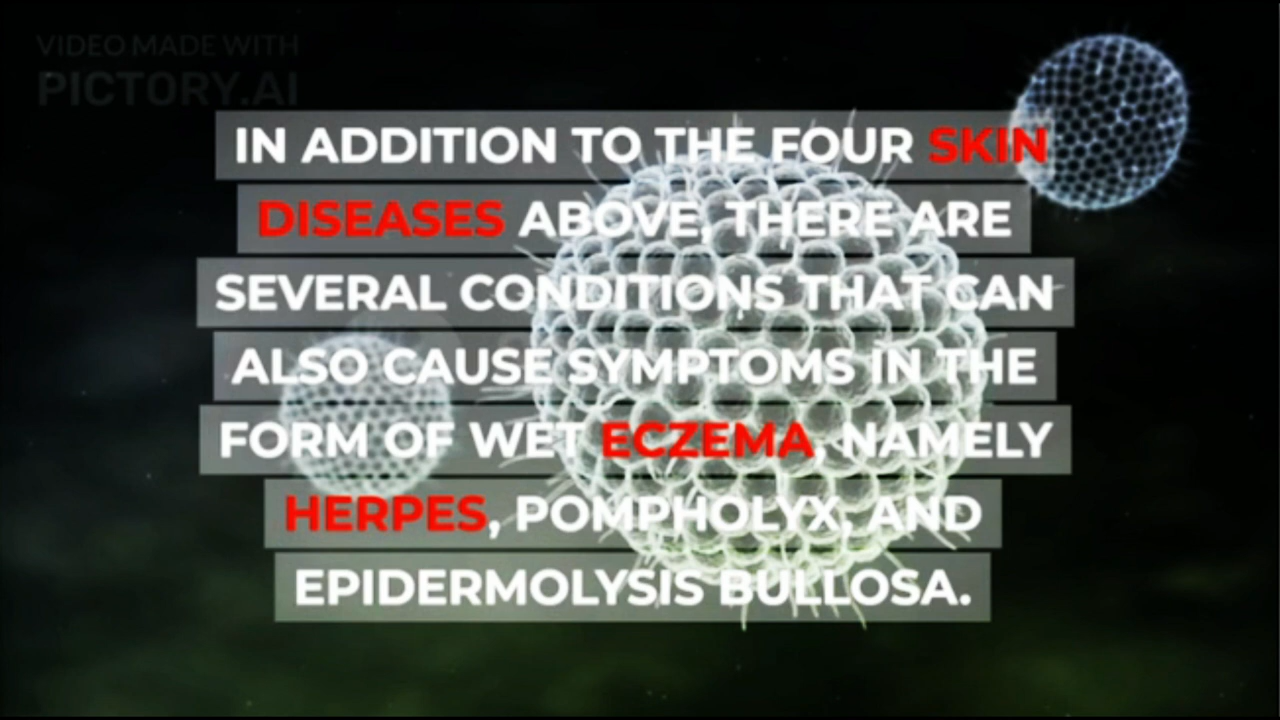 VIDEO MADE WITH
PICTORY.AI
IN ADDITION TO THE FOUR SKIN
DISEASES ABOVE, THERE ARE
SEVERAL CONDITIONS THAT CAN
ALSO CAUSE SYMPTOMS IN THE
FORM OF WET ECZEMA, NAMELY
HERPES, POMPHOLYX, AND
EPIDERMOLYSIS BULLOSA.